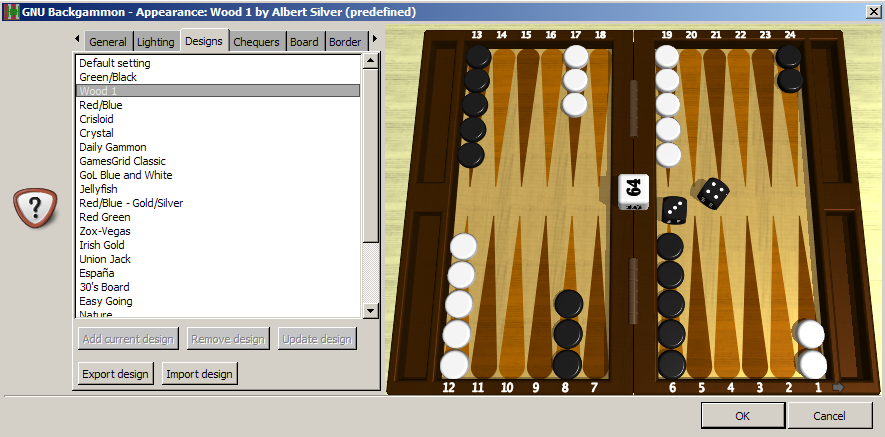 GNU Backgammon - Appearance: Wood 1 by Albert Silver (predefined)
General Lighting Designs Chequers Board Border
Default setting
Green/Black
Wood 1
Red/Blue
Crisloid
Crystal
Daily Gammon
GamesGrid Classic
GoL Blue and White
Jellyfish
Red/Blue - Gold/Silver
Red Green
Zox-Vegas
Irish Gold
Union Jack
España
30's Board
Easy Going
Nature
Add current design Remove design Update design
Export design Import design
13 14 15 16 17 18 19 20 21 22 23 24
64
12 11 10 9 8 7 6 5 4 3 2 1
?
OK Cancel